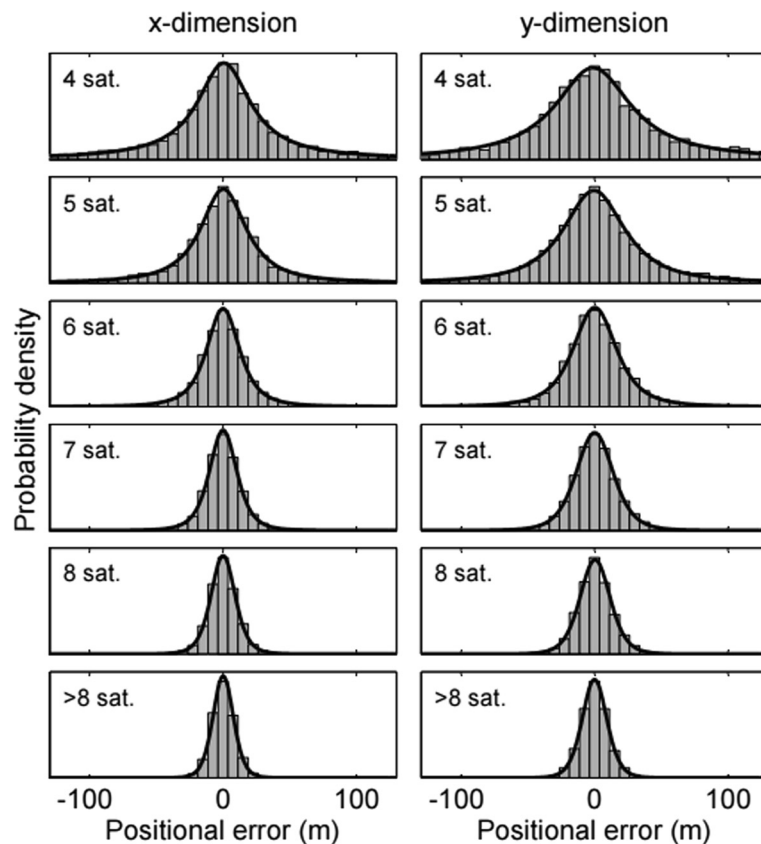 x-dimension
y-dimension
4 sat.
4 sat.
5 sat.
5 sat.
6 sat.
6 sat.
7 sat.
7 sat.
8 sat.
8 sat.
>8 sat.
>8 sat.
Probability density
-100 0 100
-100 0 100
Positional error (m)
Positional error (m)